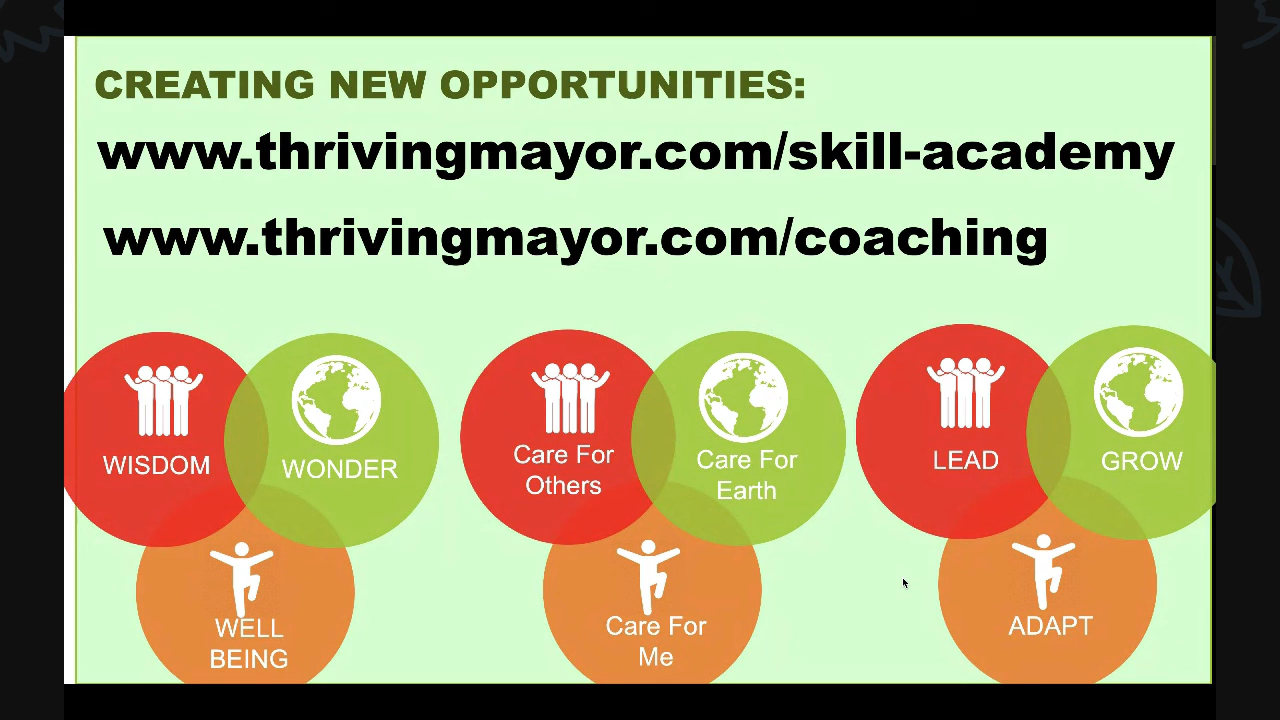 CREATING NEW OPPORTUNITIES:
www.thrivingmayor.com/skill-academy
www.thrivingmayor.com/coaching
WISDOM
WONDER
WELL
BEING
Care For
Others
Care For
Earth
Care For
Me
LEAD
GROW
ADAPT